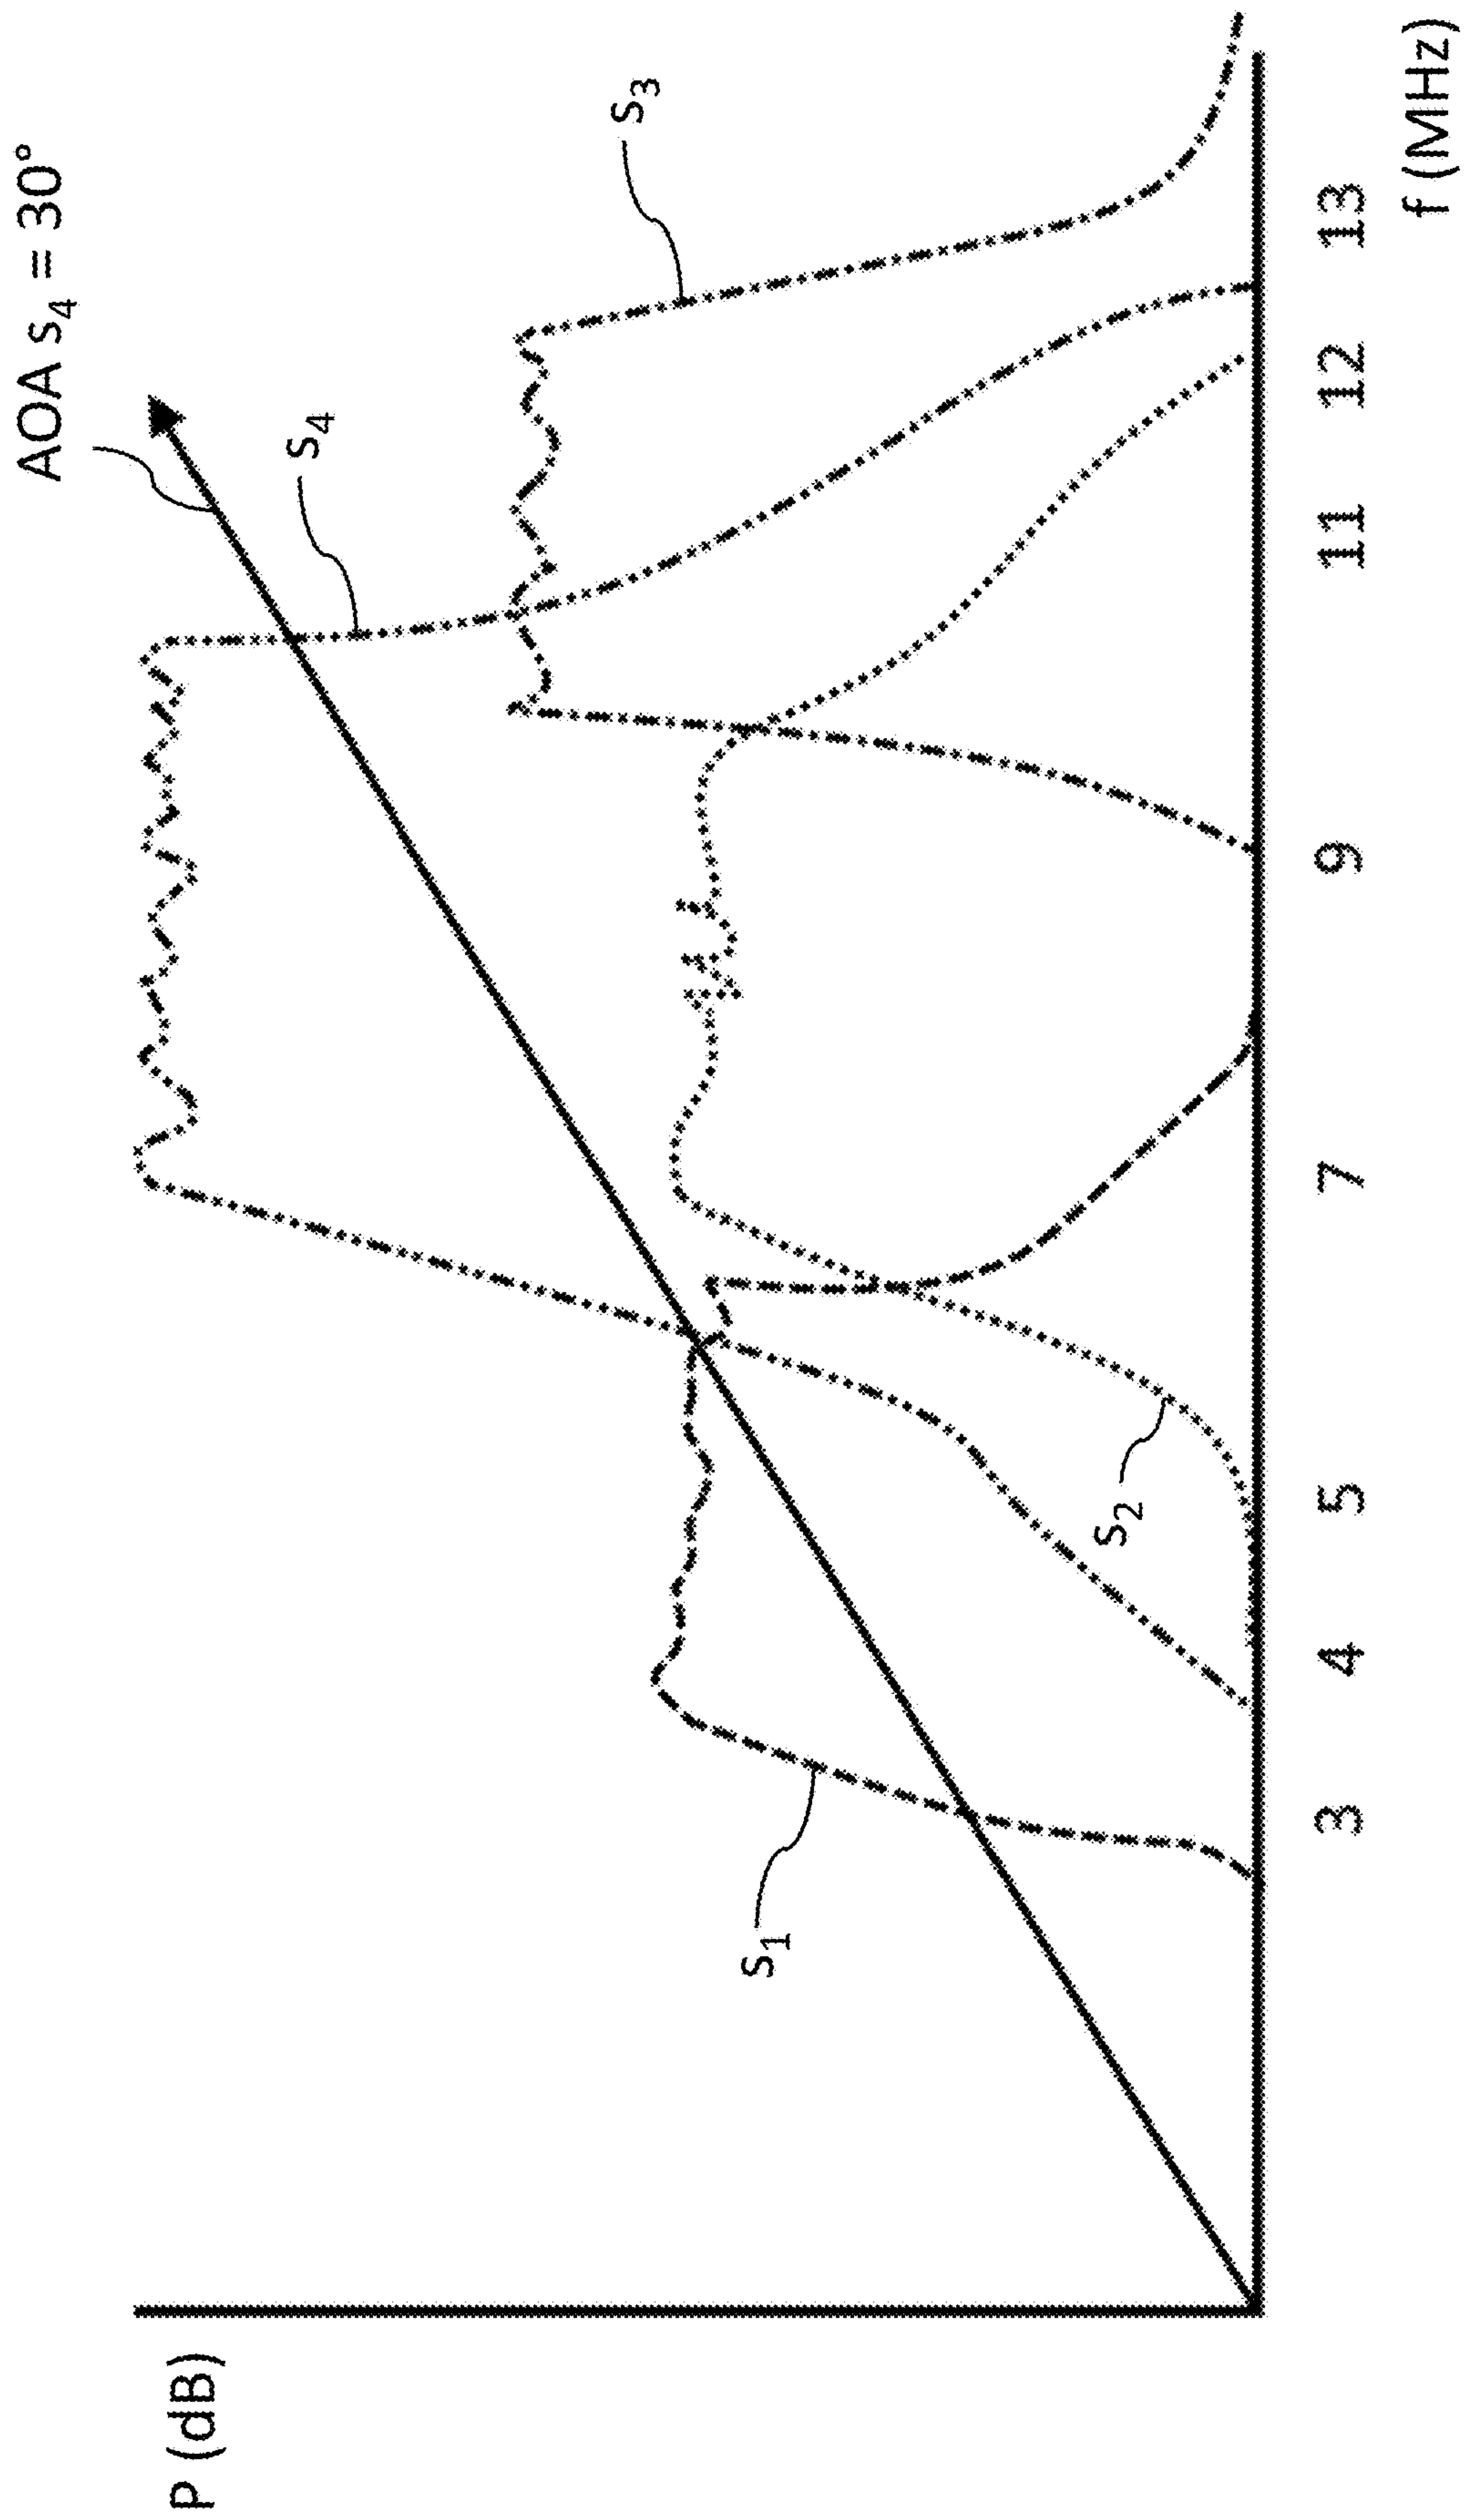 P (dB)
AOA s4 = 30°
s4
s3
s1
s2
3 4 5 7 9 11 12 13
f (MHz)